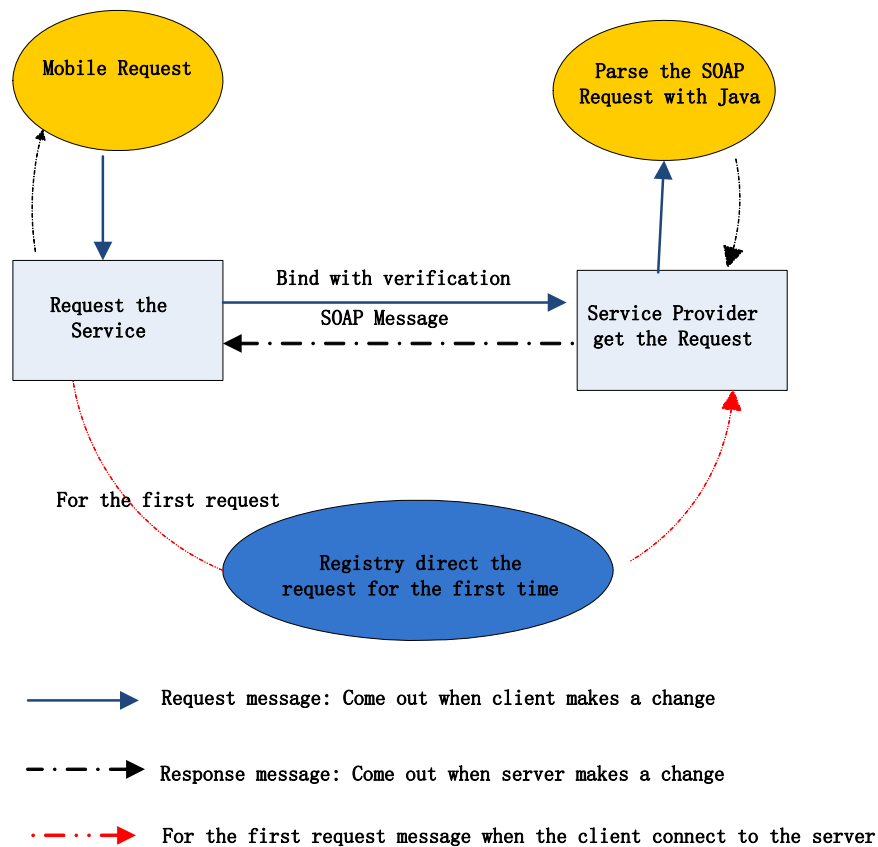 Mobile Request
Parse the SOAP
Request with Java
Bind with verification
Request the
Service
SOAP Message
Service Provider
get the Request
For the first request
Registry direct the
request for the first time
Request message: Come out when client makes a change
Response message: Come out when server makes a change
For the first request message when the client connect to the server